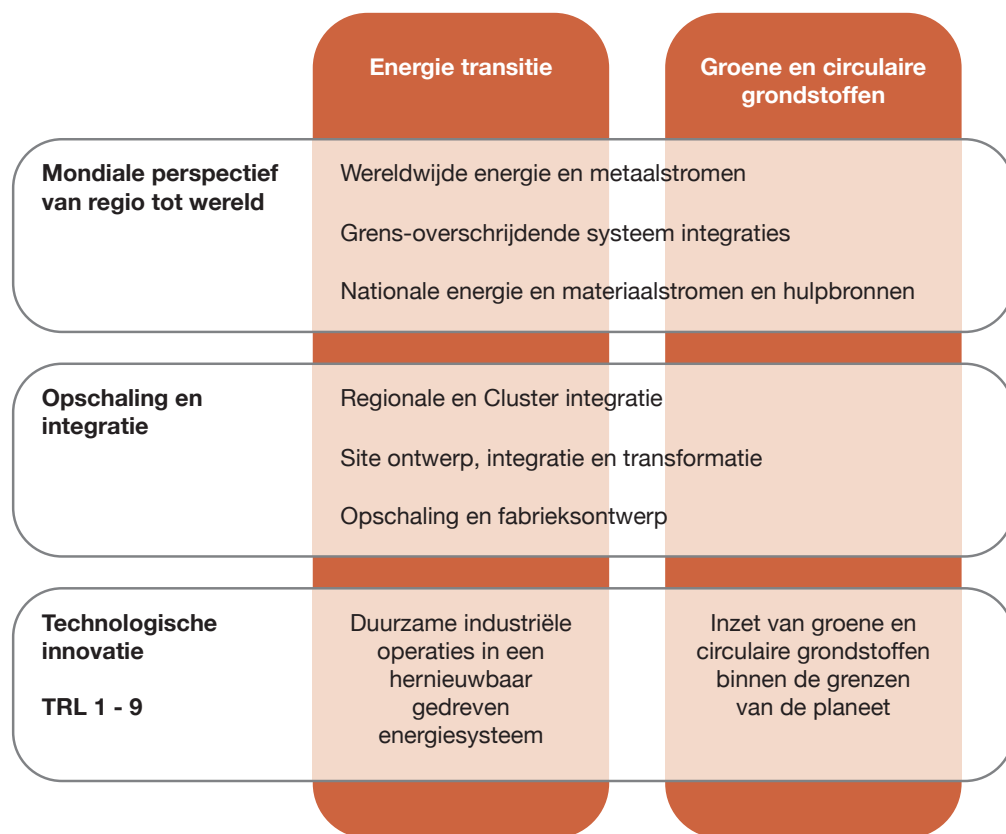 Energie transitie
Groene en circulaire
grondstoffen
Mondiale perspectief
van regio tot wereld
Wereldwijde energie en metaalstromen
Grens-overschrijdende systeem integraties
Nationale energie en materiaalstromen en hulpbronnen
Opschaling en
integratie
Regionale en Cluster integratie
Site ontwerp, integratie en transformatie
Opschaling en fabrieksontwerp
Technologische
innovatie
TRL 1 - 9
Duurzame industriële
operaties in een
hernieuwbaar
gedreven
energiesysteem
Inzet van groene en
circulaire grondstoffen
binnen de grenzen
van de planeet